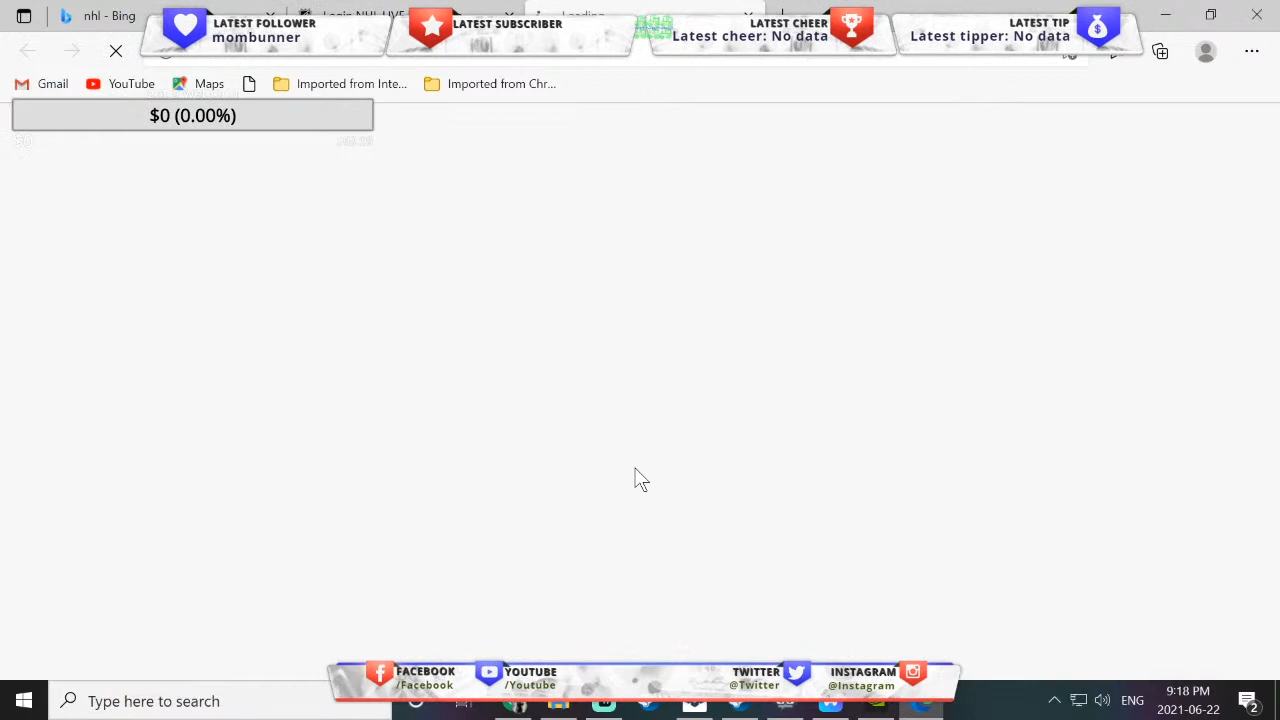 nhl - Bing
LATEST FOLLOWER
mombunner
LATEST SUBSCRIBER
LATEST CHEER
Latest cheer: No data
LATEST TIP
Latest tipper: No data
Gmail
YouTube
Maps
Imported from Inte...
Imported from Chr...
$0 (0.00%)
$0
FACEBOOK
/Facebook
YOUTUBE
/Youtube
TWITTER
@Twitter
INSTAGRAM
@Instagram
Type here to search
ENG
9:18 PM
2021-06-22
2